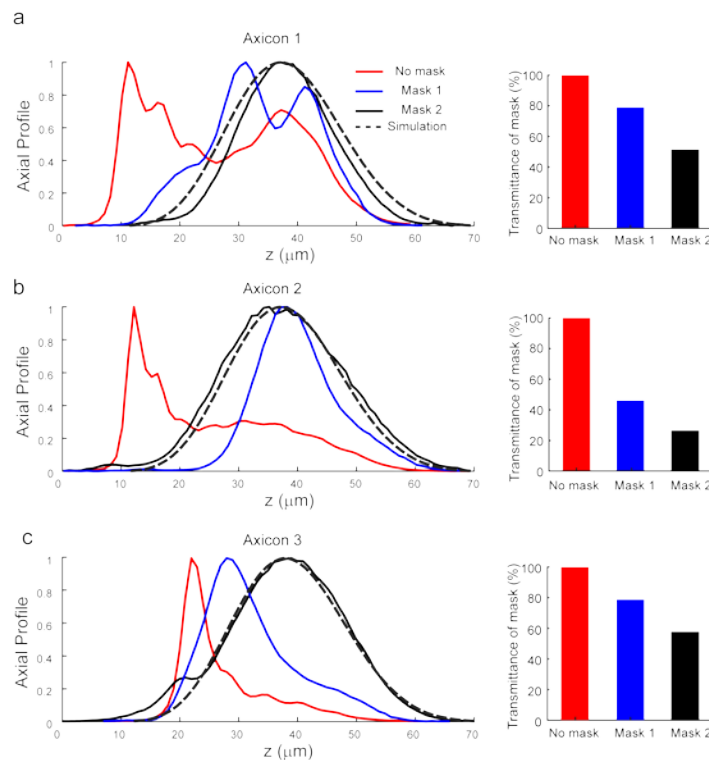 a
Axicon 1
No mask
Mask 1
Mask 2
Simulation
Axial Profile
1
0.8
0.6
0.4
0.2
0
0 10 20 30 40 50 60 70
z (μm)
Transmittance of mask (%)
100
80
60
40
20
0
No mask Mask 1 Mask 2
b
Axicon 2
Axial Profile
1
0.8
0.6
0.4
0.2
0
0 10 20 30 40 50 60 70
z (μm)
Transmittance of mask (%)
100
80
60
40
20
0
No mask Mask 1 Mask 2
c
Axicon 3
Axial Profile
1
0.8
0.6
0.4
0.2
0
0 10 20 30 40 50 60 70
z (μm)
Transmittance of mask (%)
100
80
60
40
20
0
No mask Mask 1 Mask 2